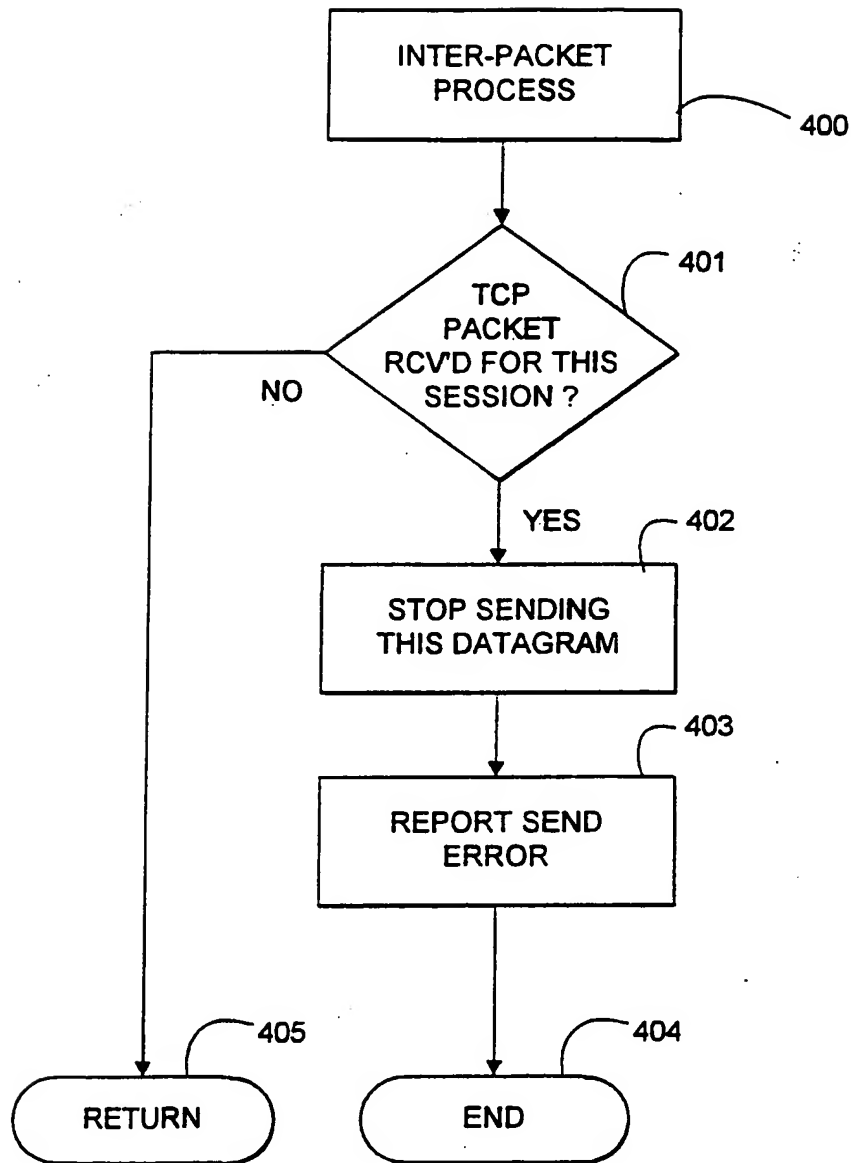 INTER-PACKET
PROCESS
400
401
TCP
PACKET
RCV'D FOR THIS
SESSION ?
NO
YES
402
STOP SENDING
THIS DATAGRAM
403
REPORT SEND
ERROR
405
404
RETURN
END